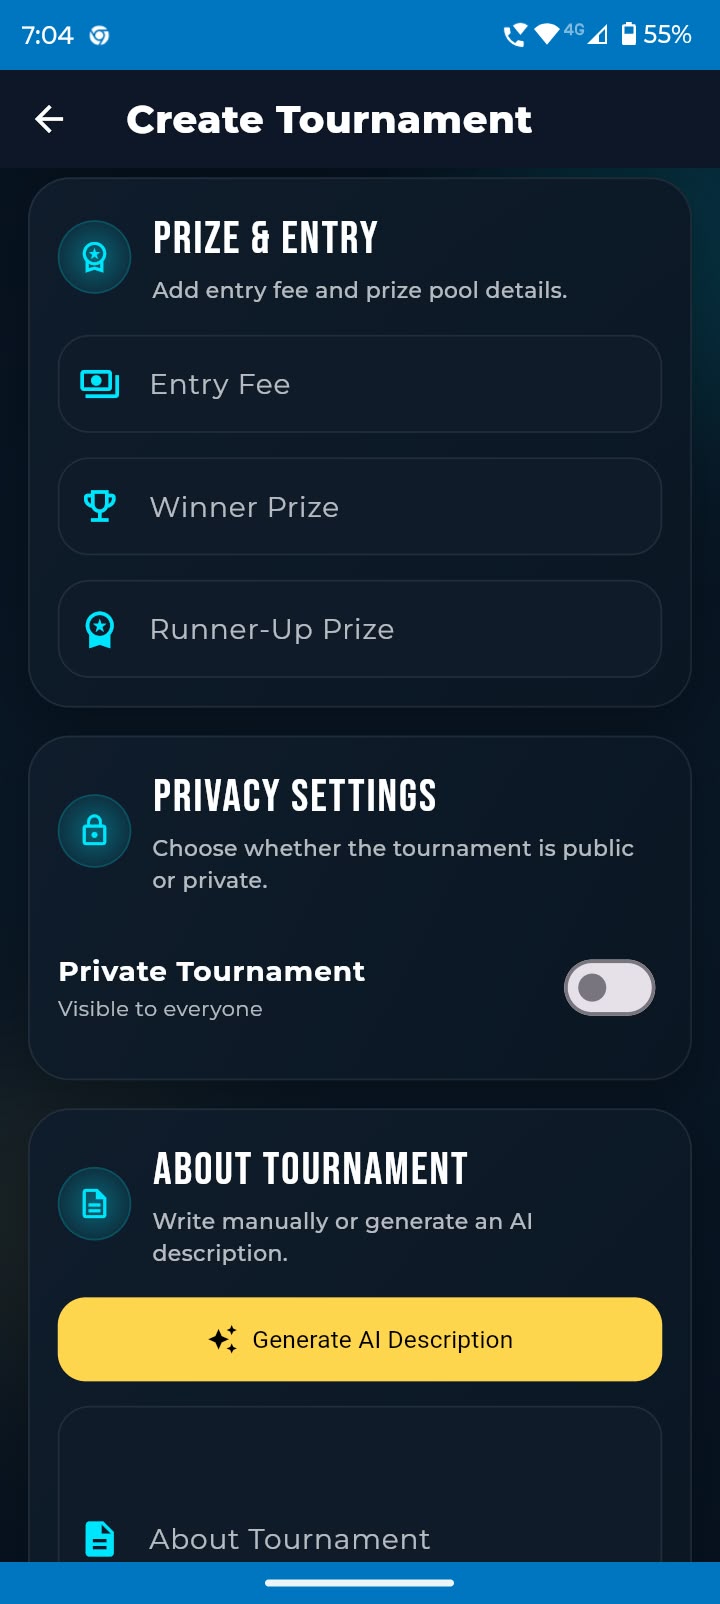 7:04
4G
55%
Create Tournament
PRIZE & ENTRY
Add entry fee and prize pool details.
Entry Fee
Winner Prize
Runner-Up Prize
PRIVACY SETTINGS
Choose whether the tournament is public
or private.
Private Tournament
Visible to everyone
ABOUT TOURNAMENT
Write manually or generate an AI
description.
Generate AI Description
About Tournament